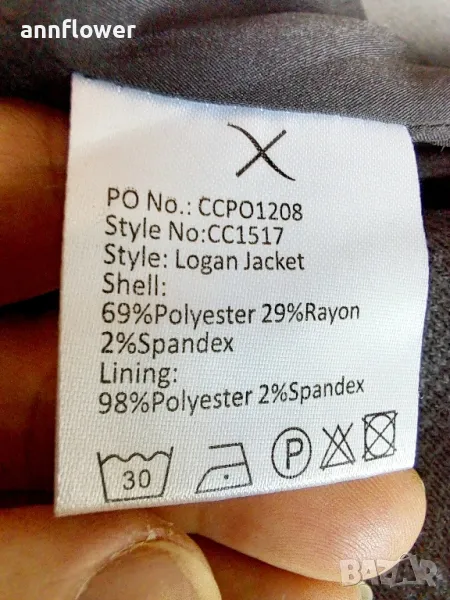 annflower
PO No.: CCPO1208
Style No:CC1517
Style: Logan Jacket
Shell:
69%Polyester 29%Rayon
2%Spandex
Lining:
98%Polyester 2%Spandex
30
P
BAZAR